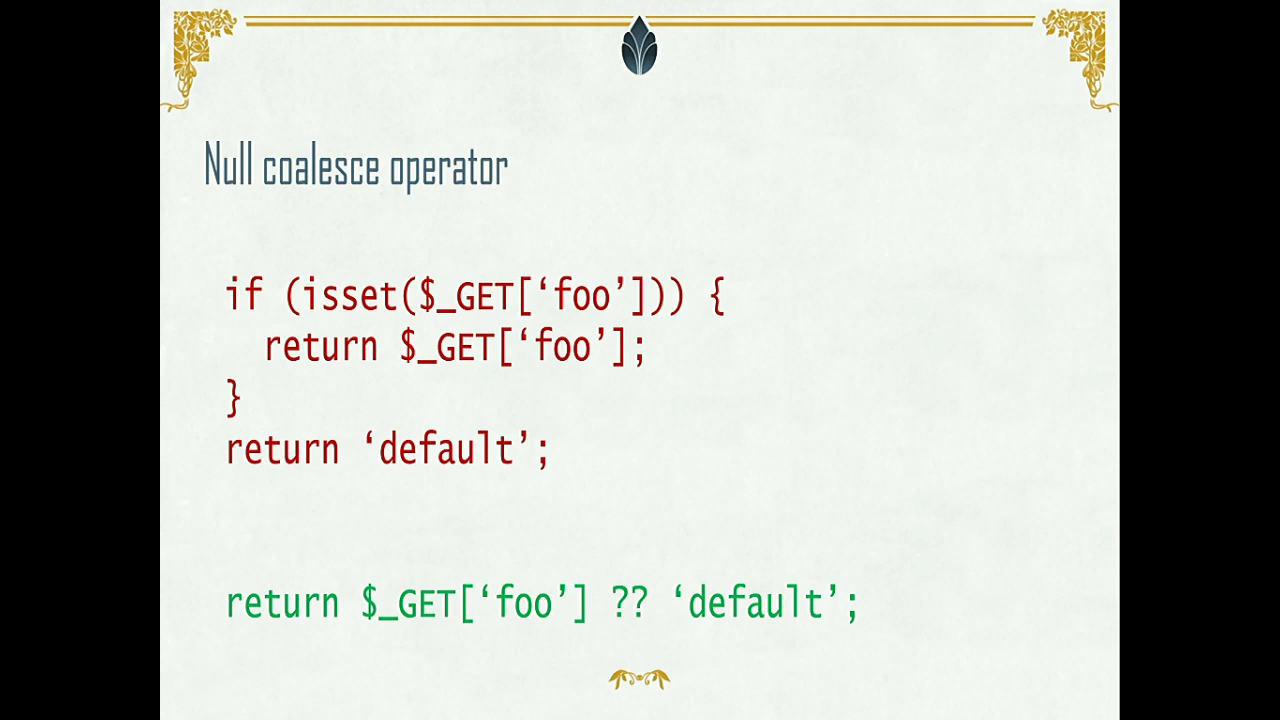 Null coalesce operator
if (isset($_GET[‘foo’])) {
  return $_GET[‘foo’];
}
return ‘default’;
return $_GET[‘foo’] ?? ‘default’;